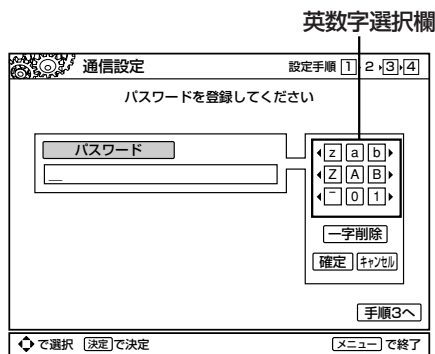 英数字選択欄
通信設定 設定手順 1 2 3 4
パスワードを登録してください
パスワード
z a b
Z A B
‾ 0 1
一字削除
確定 キャンセル
手順3へ
で選択 決定 で決定 メニュー で終了